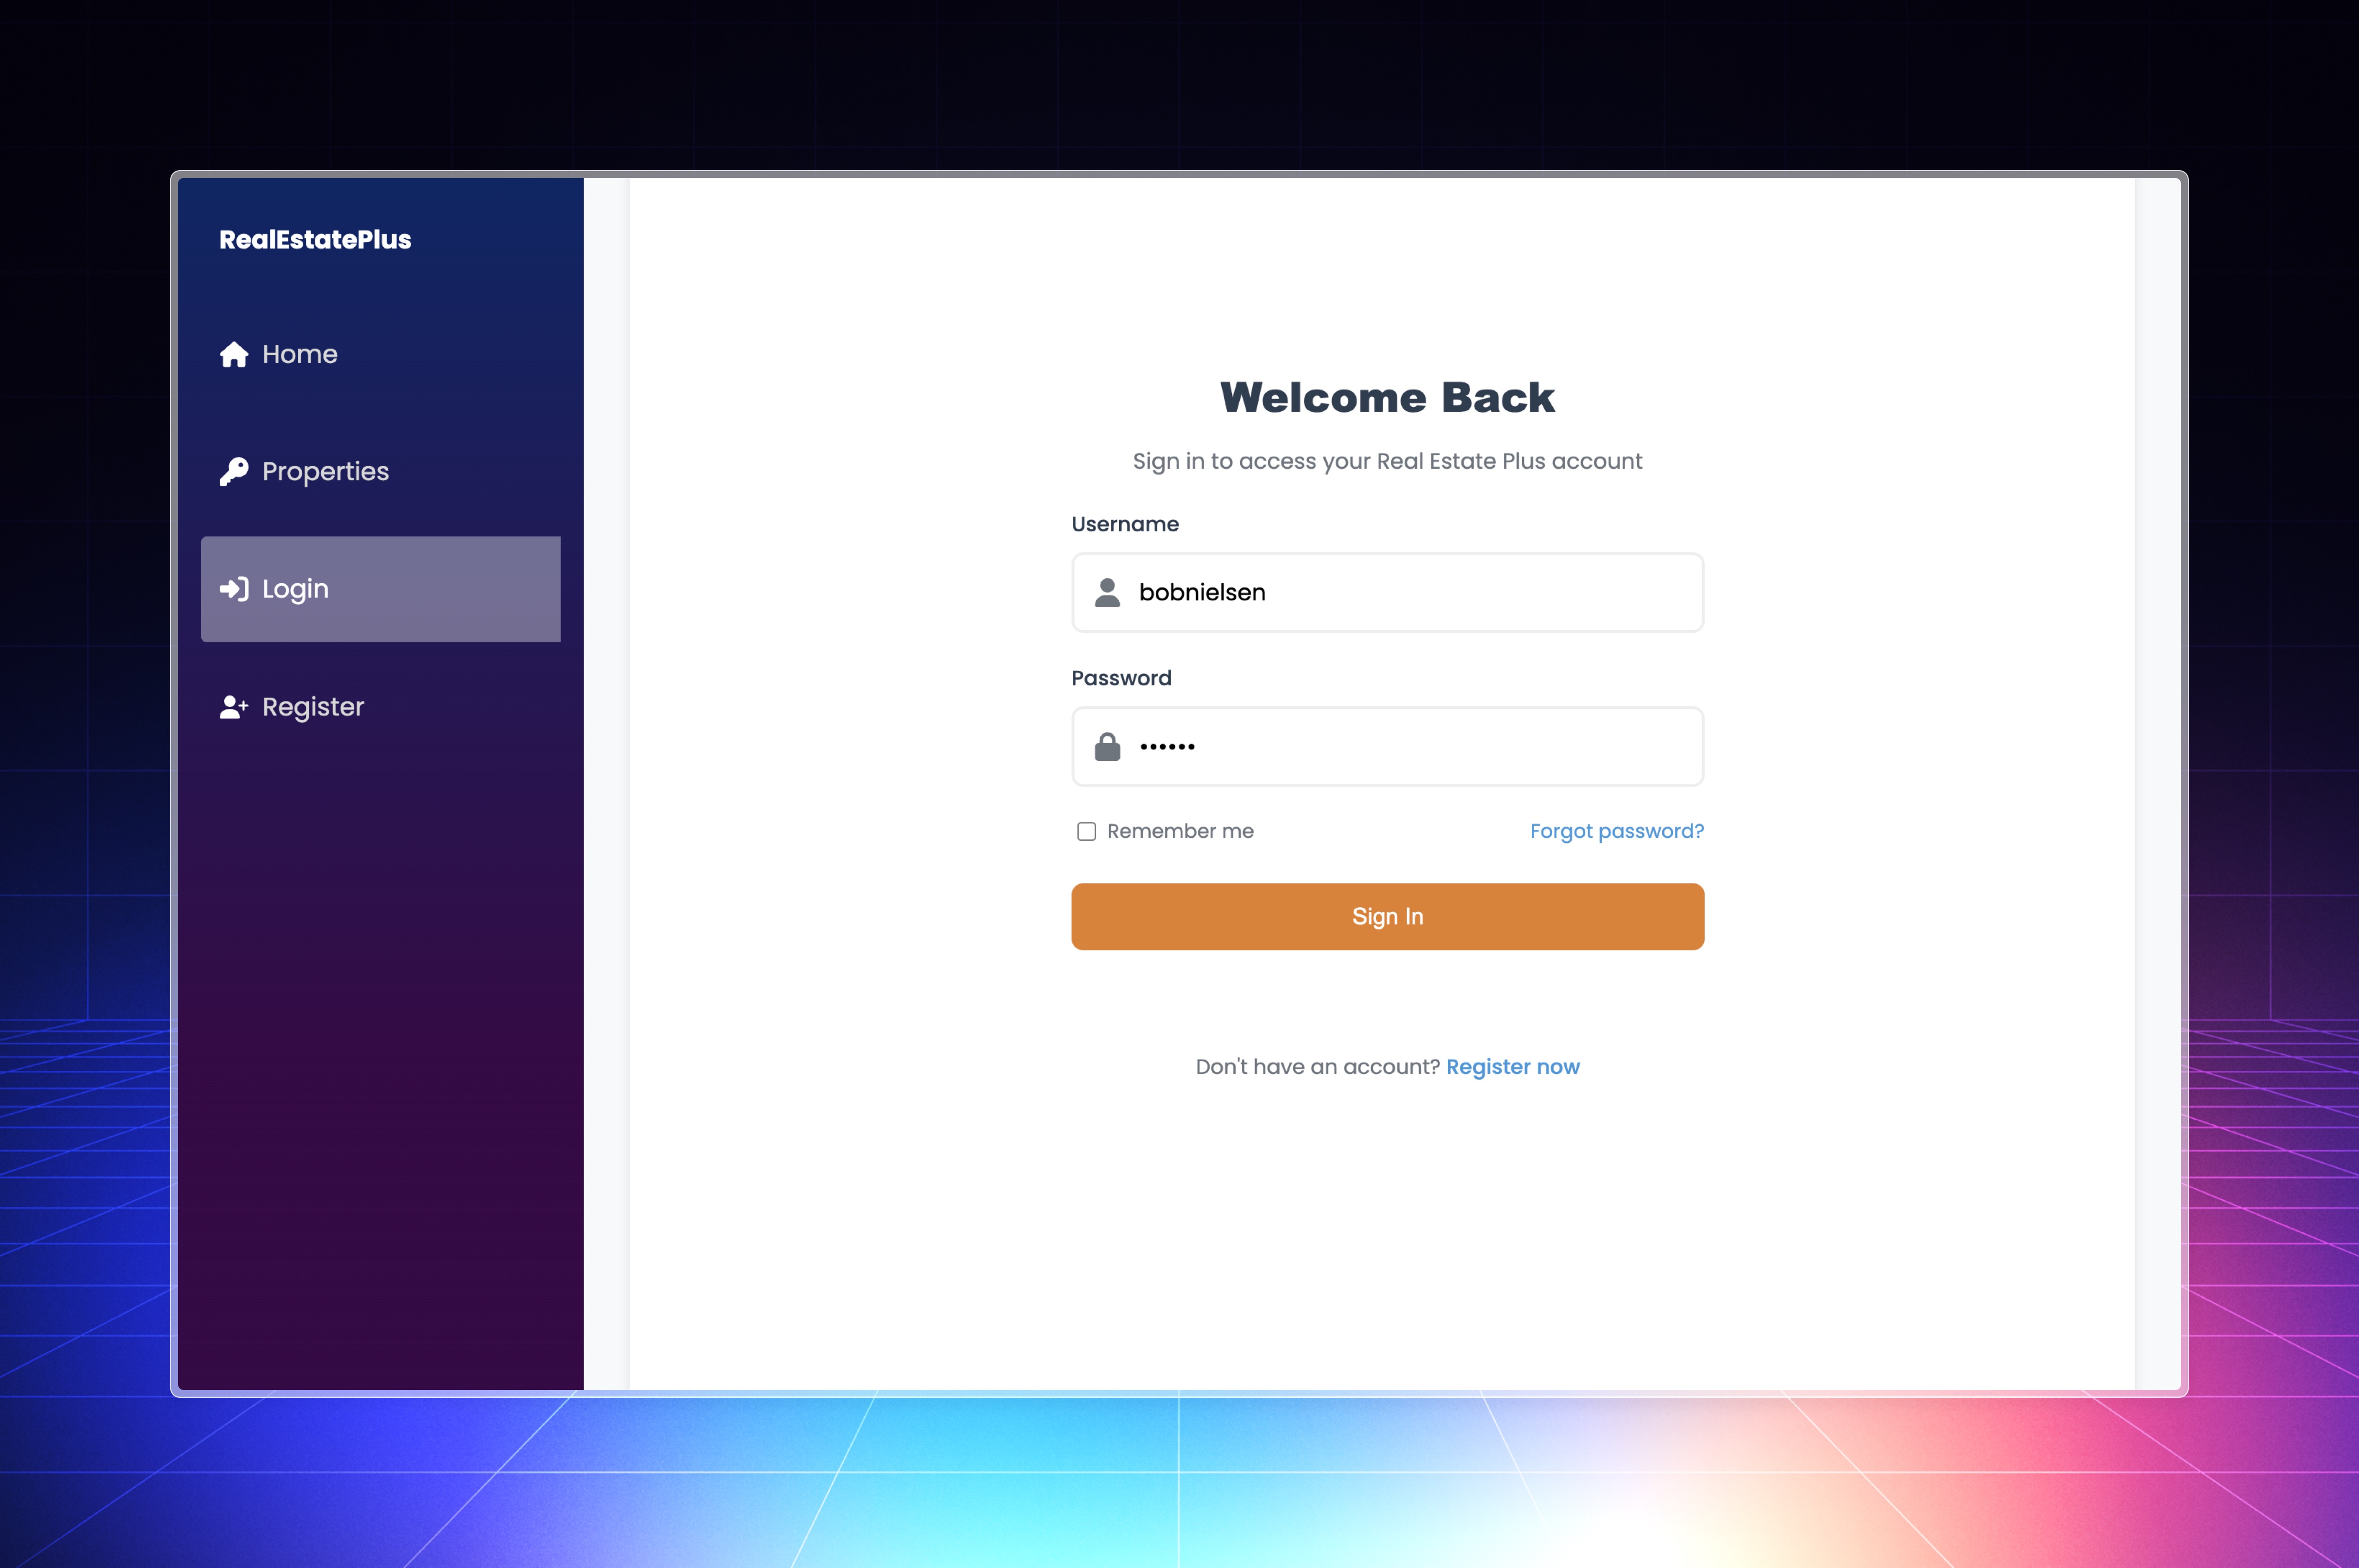 RealEstatePlus
Home
Properties
Login
Register
Welcome Back
Sign in to access your Real Estate Plus account
Username
bobnielsen
Password
••••••
Remember me
Forgot password?
Sign In
Don't have an account? Register now